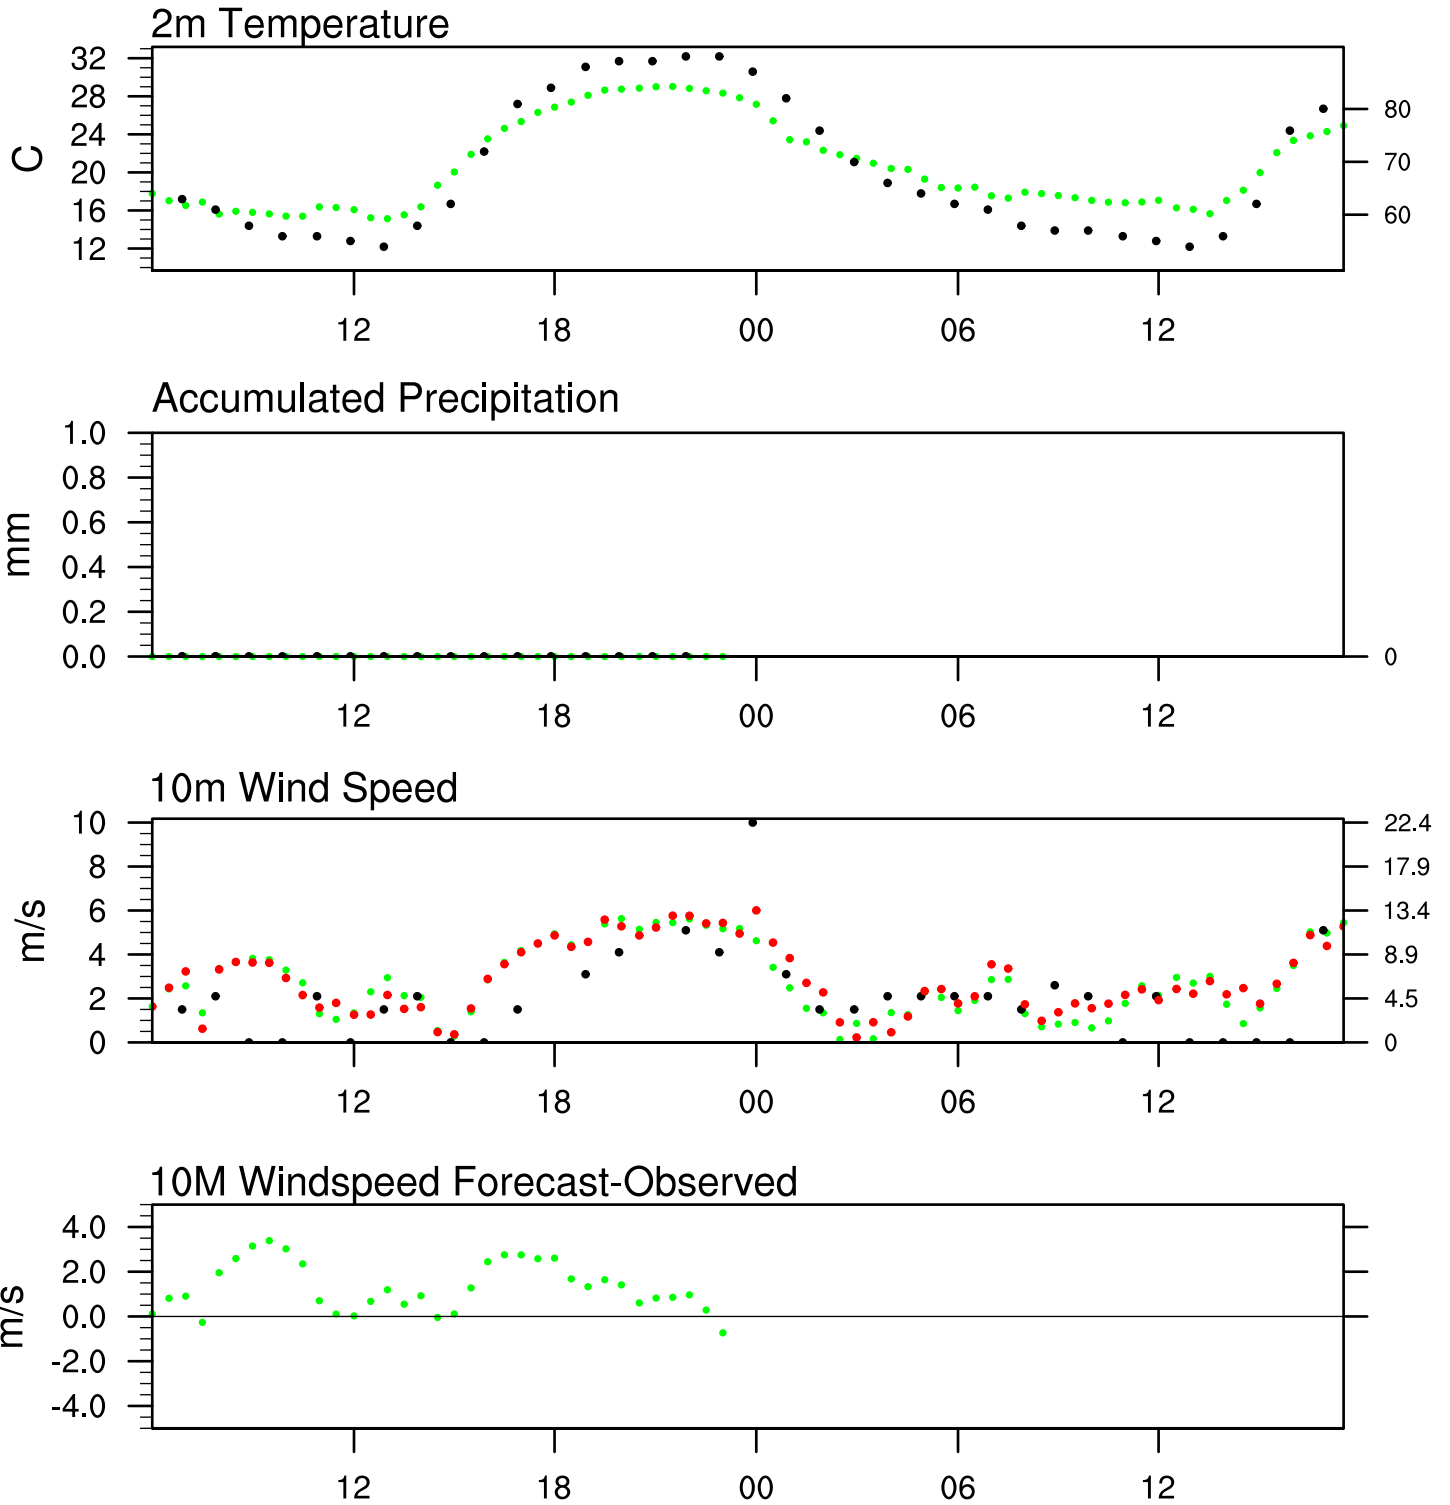 2m Temperature
32
28
24
20
16
12
C
80
70
60
12 18 00 06 12
Accumulated Precipitation
1.0
0.8
0.6
0.4
0.2
0.0
mm
0
12 18 00 06 12
10m Wind Speed
10
8
6
4
2
0
m/s
22.4
17.9
13.4
8.9
4.5
0
12 18 00 06 12
10M Windspeed Forecast-Observed
4.0
2.0
0.0
-2.0
-4.0
m/s
12 18 00 06 12